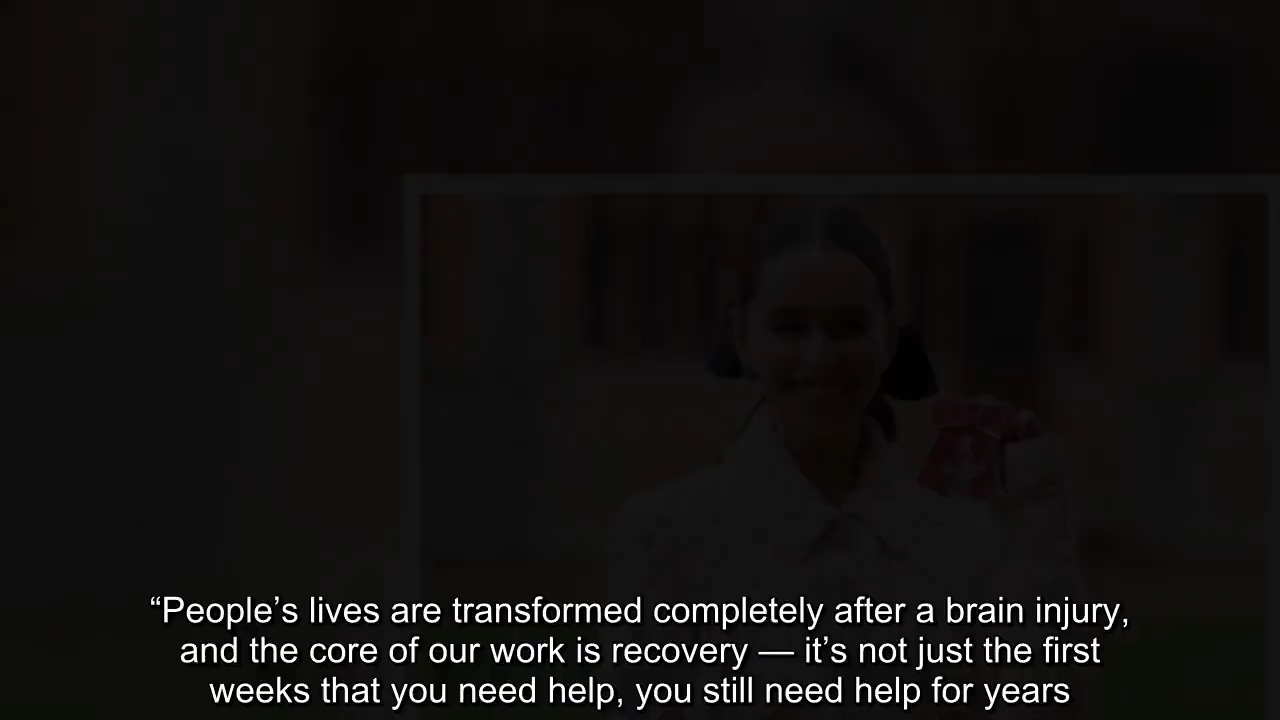 “People’s lives are transformed completely after a brain injury,
and the core of our work is recovery — it’s not just the first
weeks that you need help, you still need help for years